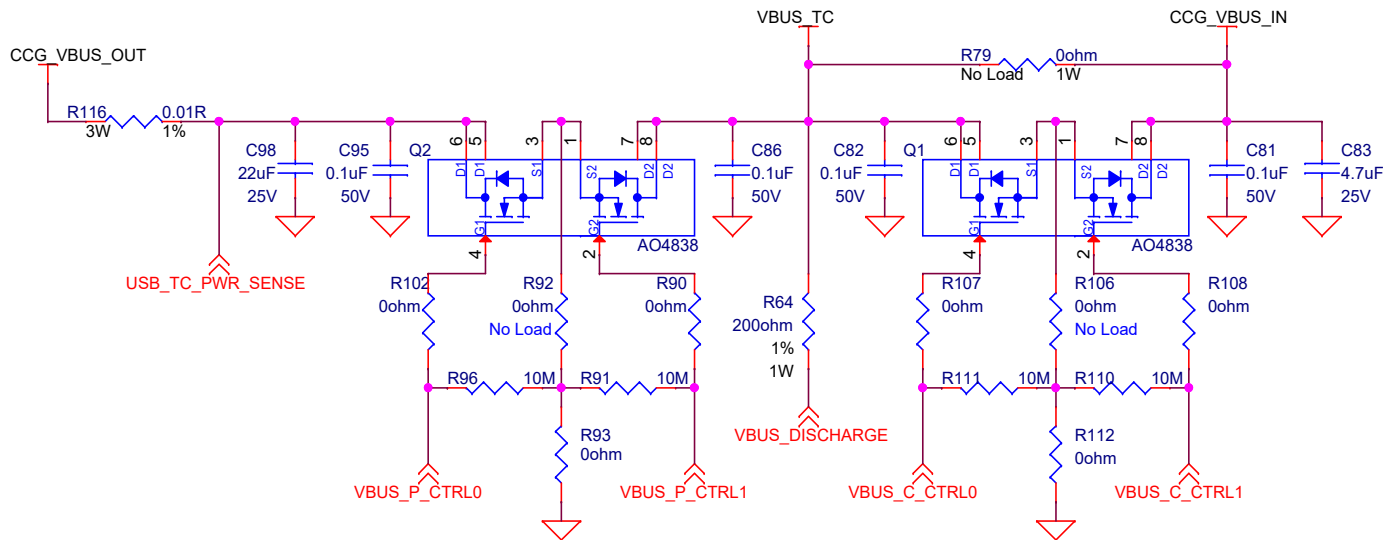 VBUS_TC
CCG_VBUS_IN
CCG_VBUS_OUT
R79
0ohm
No Load
1W
R116
0.01R
3W
1%
6
5
3
1
7
8
6
5
3
1
7
8
C98
22uF
25V
C95
0.1uF
50V
Q2
D1
D1
S1
S2
D2
D2
G1
G2
AO4838
C86
0.1uF
50V
C82
0.1uF
50V
Q1
D1
D1
S1
S2
D2
D2
G1
G2
AO4838
C81
0.1uF
50V
C83
4.7uF
25V
4
2
4
2
USB_TC_PWR_SENSE
R102
0ohm
R92
0ohm
No Load
R90
0ohm
R64
200ohm
1%
1W
R107
0ohm
R106
0ohm
No Load
R108
0ohm
R96
10M
R91
10M
R111
10M
R110
10M
R93
0ohm
VBUS_DISCHARGE
R112
0ohm
VBUS_P_CTRL0
VBUS_P_CTRL1
VBUS_C_CTRL0
VBUS_C_CTRL1